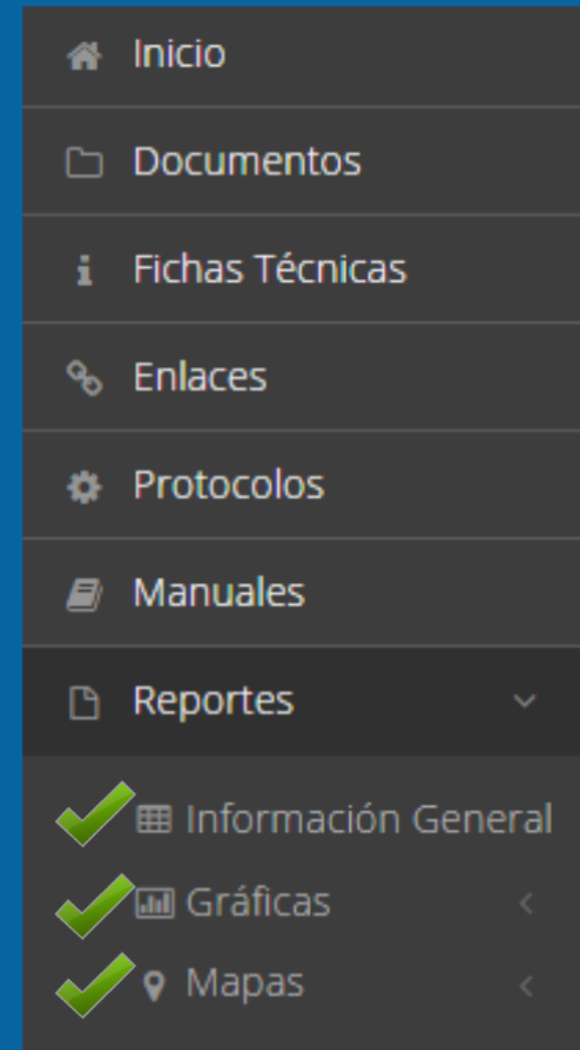 Inicio
Documentos
Fichas Técnicas
Enlaces
Protocolos
Manuales
Reportes
Información General
Gráficas
Mapas